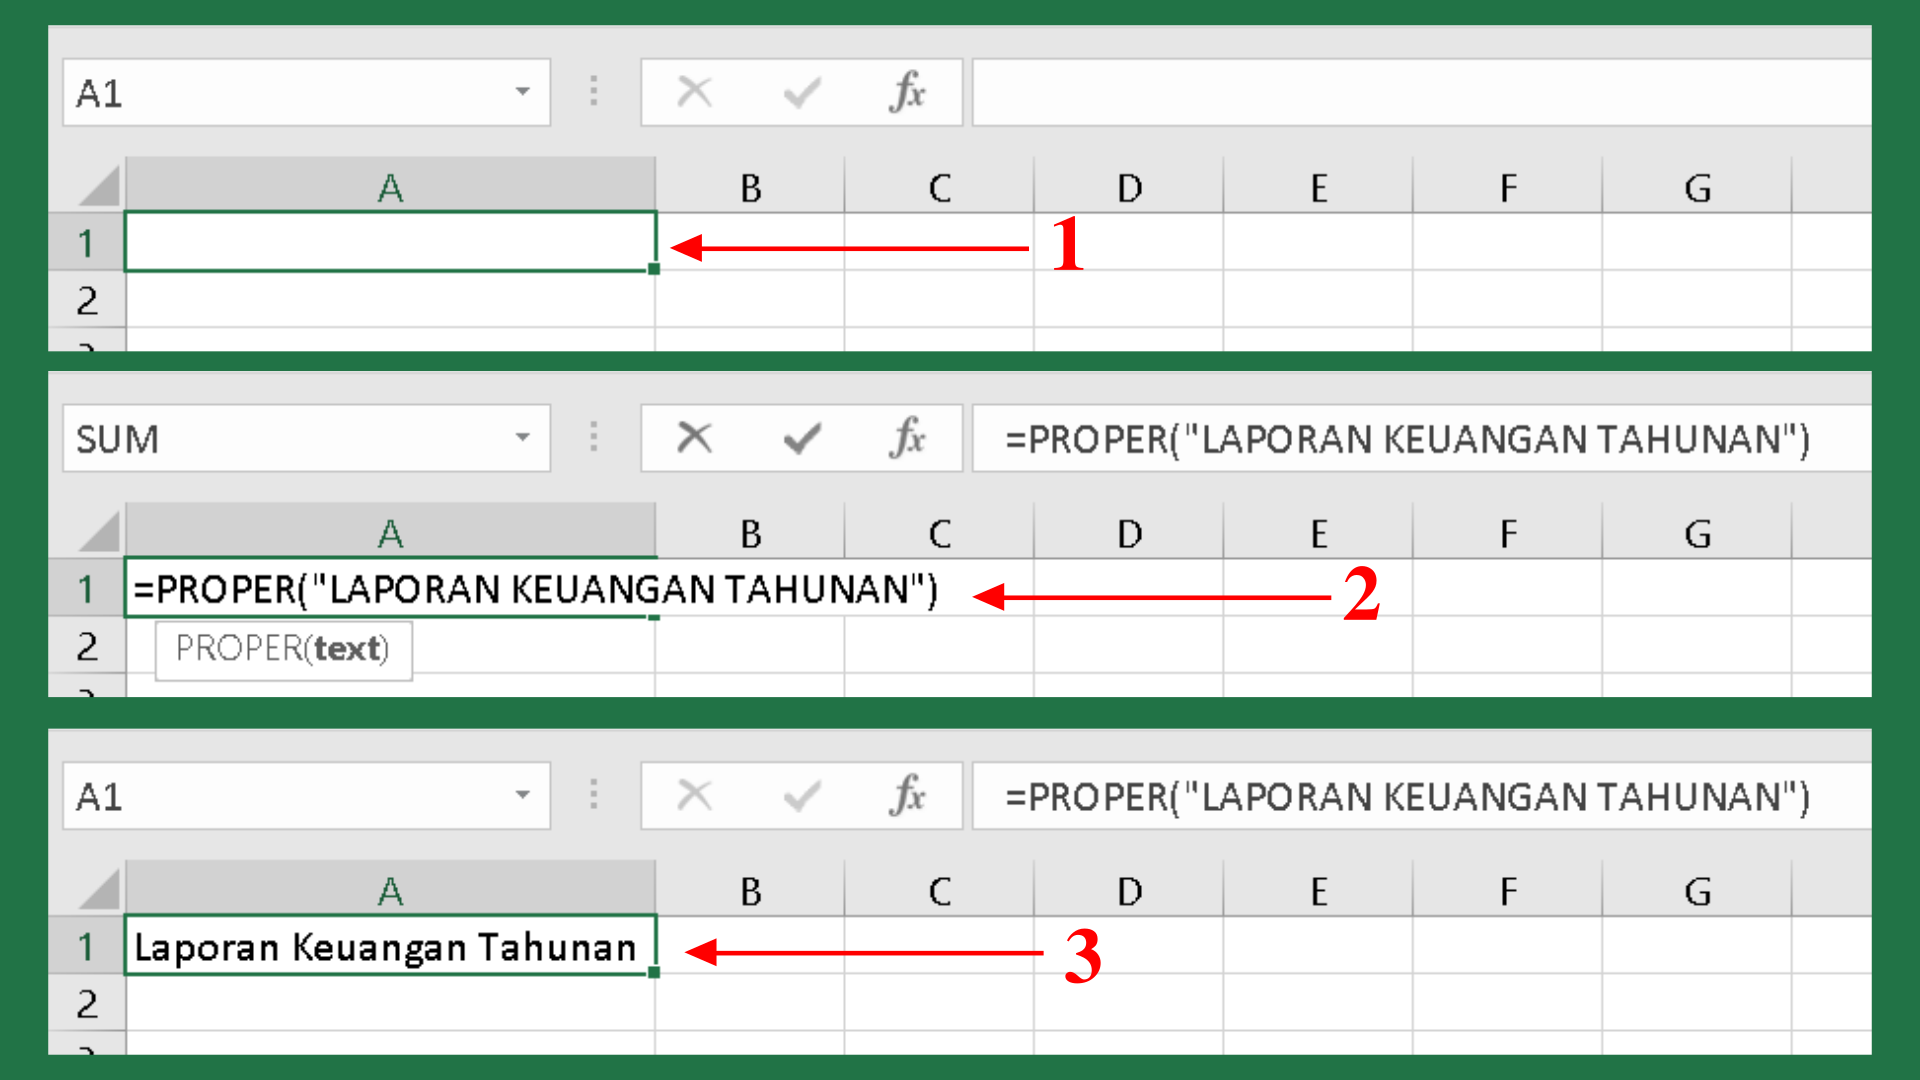 A1 fx
A B C D E F G
1 1
2
SUM fx =PROPER("LAPORAN KEUANGAN TAHUNAN")
A B C D E F G
1 =PROPER("LAPORAN KEUANGAN TAHUNAN") 2
2 PROPER(text)
A1 fx =PROPER("LAPORAN KEUANGAN TAHUNAN")
A B C D E F G
1 Laporan Keuangan Tahunan 3
2